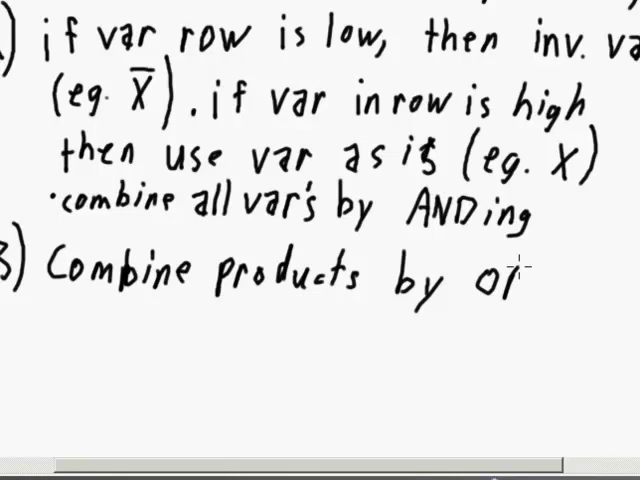 ) if var row is low, then inv. va
(eg. X̅). if var in row is high
then use var as is (eg. X)
·combine all var's by ANDing
3) Combine products by or